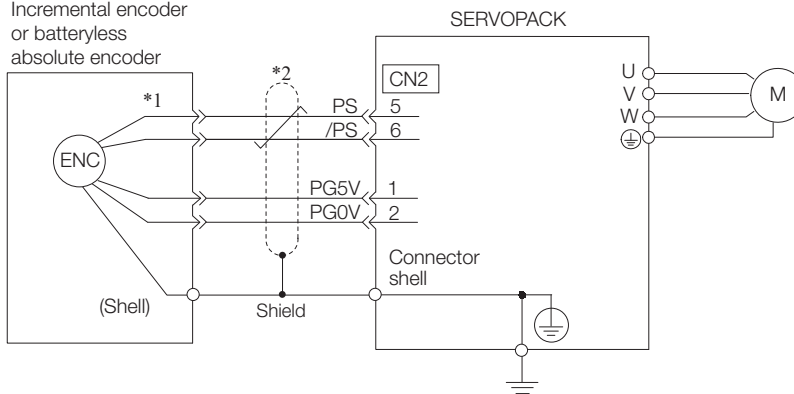 Incremental encoder
or batteryless
absolute encoder
SERVOPACK
*1
*2
CN2
ENC
PS
5
/PS
6
PG5V
1
PG0V
2
U
V
W
M
Connector
shell
(Shell)
Shield